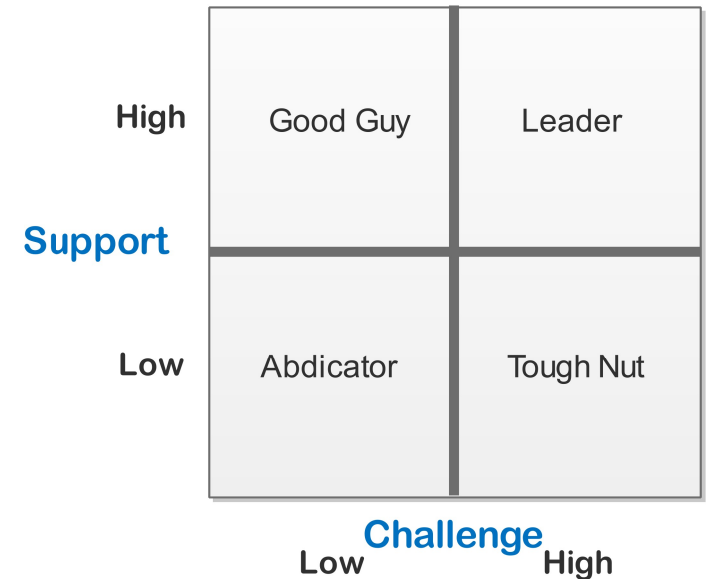 High
Good Guy
Leader
Support
Low
Abdicator
Tough Nut
Challenge
Low
High